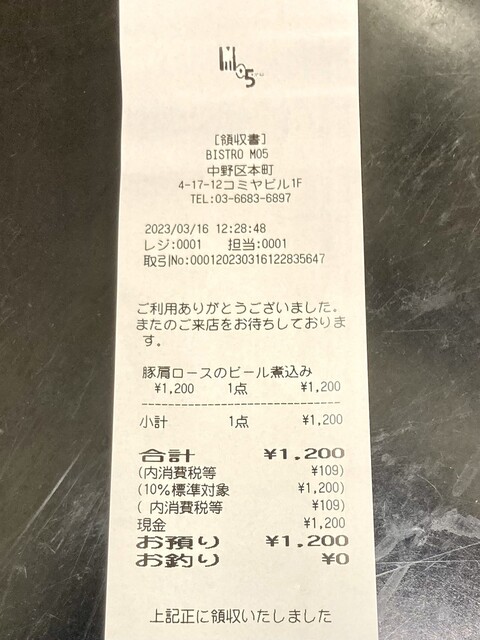 [領収書]
BISTRO MO5
中野区本町
4-17-12コミヤビル1F
TEL:03-6683-6897
2023/03/16 12:28:48
レジ:0001 担当:0001
取引No:000120230316122835647
ご利用ありがとうございました。
またのご来店をお待ちしておりま
す。
豚肩ロースのビール煮込み
¥1,200 1点 ¥1,200
小計 1点 ¥1,200
合計 ¥1,200
(内消費税等 ¥109)
(10%標準対象 ¥1,200)
( 内消費税等 ¥109)
現金 ¥1,200
お預り ¥1,200
お釣り ¥0
上記正に領収いたしました